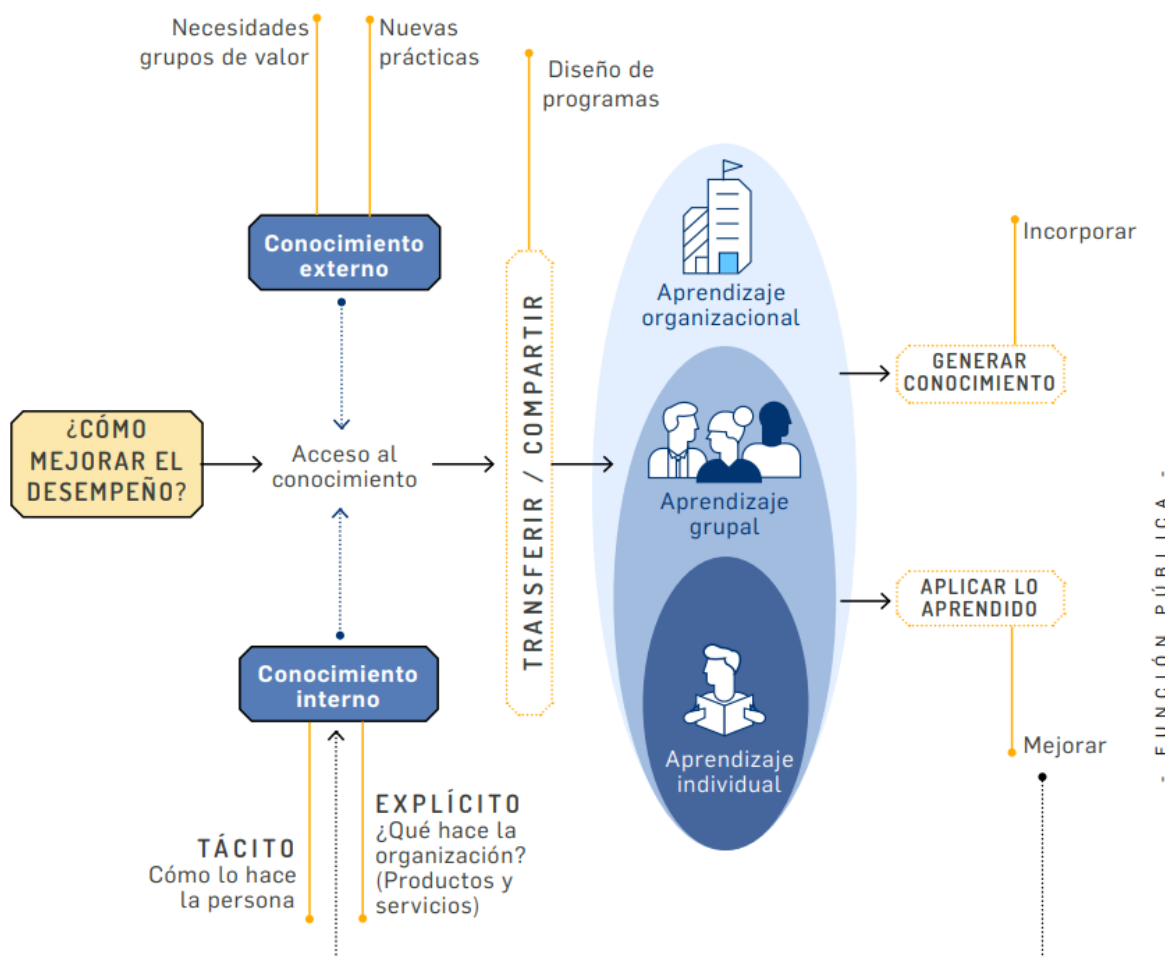 Necesidades
grupos de valor
Nuevas
prácticas
Diseño de
programas
Conocimiento
externo
¿CÓMO
MEJORAR EL
DESEMPEÑO?
Acceso al
conocimiento
TRANSFERIR / COMPARTIR
Conocimiento
interno
TÁCITO
Cómo lo hace
la persona
EXPLÍCITO
¿Qué hace la
organización?
(Productos y
servicios)
Aprendizaje
organizacional
Aprendizaje
grupal
Aprendizaje
individual
Incorporar
GENERAR
CONOCIMIENTO
APLICAR LO
APRENDIDO
Mejorar
- FUNCIÓN PÚBLICA -